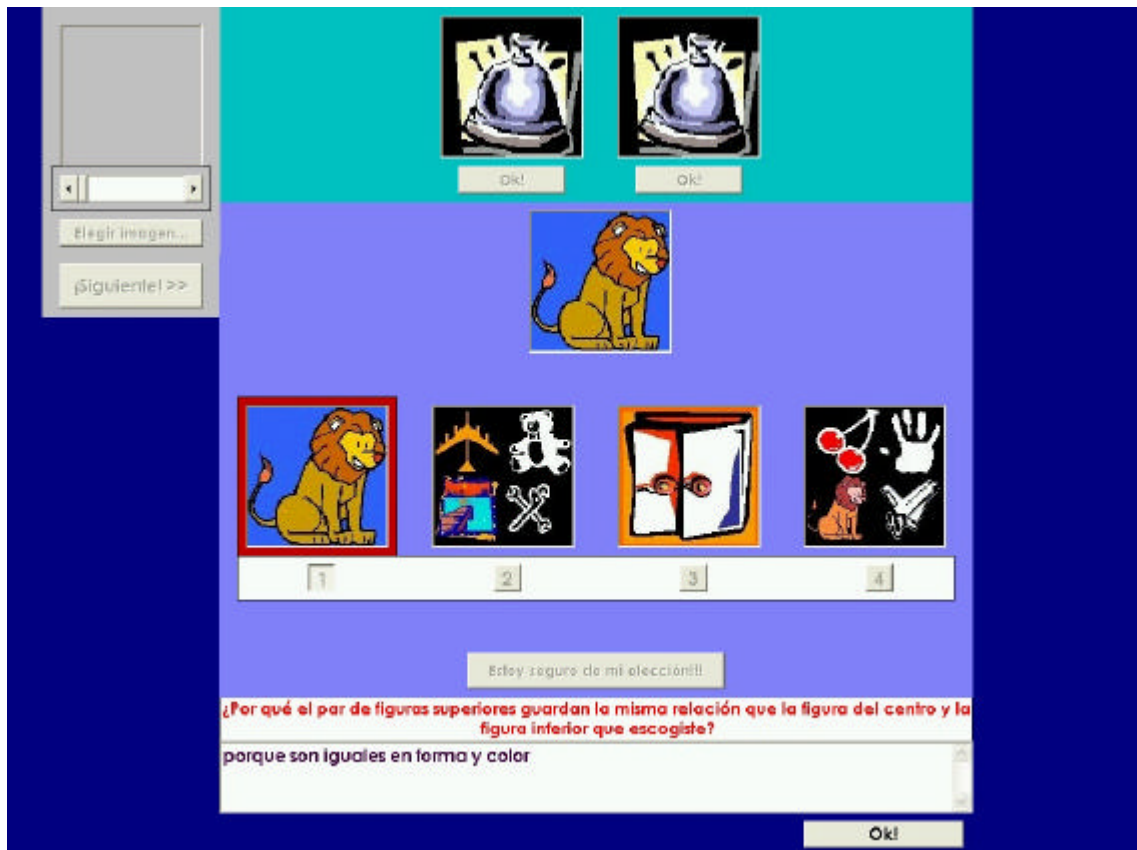 Ok!
Ok!
Elegir imagen...
¡Siguiente! >>
1
2
3
4
Estoy seguro de mi elección!!!
¿Por qué el par de figuras superiores guardan la misma relación que la figura del centro y la
figura inferior que escogiste?
porque son iguales en forma y color
Ok!